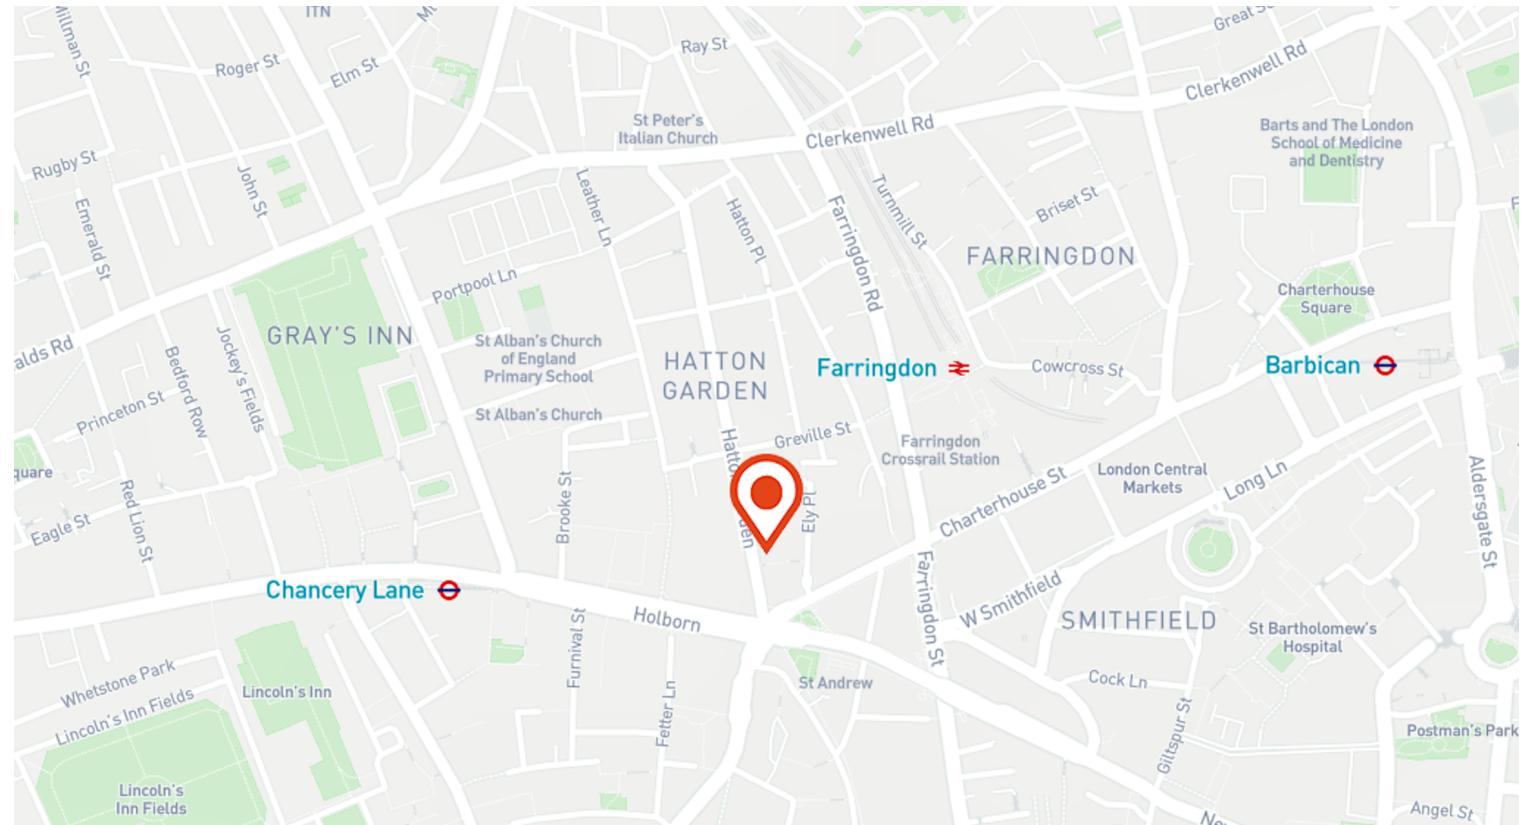 ITN
Great S
Millman St
Roger St
Elm St
Ray St
Clerkenwell Rd
St Peter's
Italian Church
Clerkenwell Rd
Barts and The London
School of Medicine
and Dentistry
Rugby St
John St
Emerald St
Leather Ln
Hatton Pl
Farringdon Rd
Turnmill St
Briset St
FARRINGDON
Portpool Ln
Charterhouse
Square
GRAY'S INN
alds Rd
Jockey's Fields
Bedford Row
St Alban's Church
of England
Primary School
HATTON
GARDEN
Farringdon
Cowcross St
Barbican
Princeton St
St Alban's Church
Greville St
Farringdon
Crossrail Station
London Central
Markets
Long Ln
quare
Red Lion St
Eagle St
Brooke St
Hatto
den
Ely Pl
Charterhouse St
Aldersgate St
Chancery Lane
Holborn
Farringdon St
W Smithfield
SMITHFIELD
St Bartholomew's
Hospital
Whetstone Park
Lincoln's Inn
Lincoln's Inn Fields
Furnival St
Fetter Ln
St Andrew
Cock Ln
Giltspur St
Postman's Park
Lincoln's
Inn Fields
Angel St